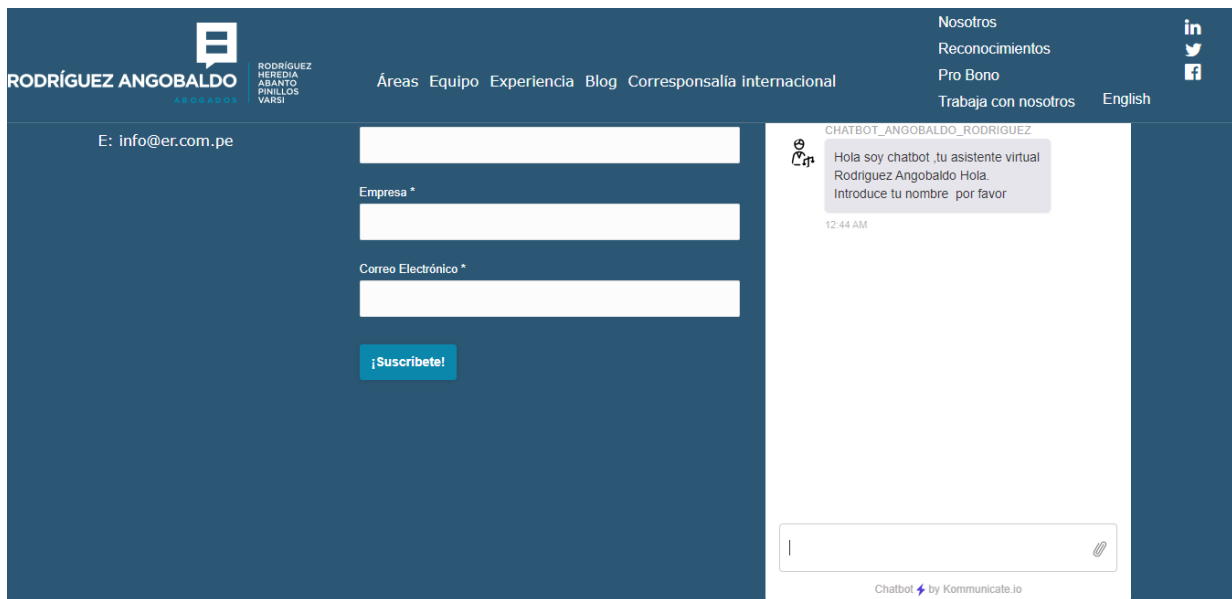 RODRÍGUEZ ANGOBALDO
ABOGADOS
RODRÍGUEZ
HEREDIA
ABANTO
PINILLOS
VARSI
Áreas Equipo Experiencia Blog Corresponsalía internacional
Nosotros
Reconocimientos
Pro Bono
Trabaja con nosotros
English
in
E: info@er.com.pe
Empresa *
Correo Electrónico *
¡Suscríbete!
CHATBOT_ANGOBALDO_RODRIGUEZ
Hola soy chatbot ,tu asistente virtual
Rodriguez Angobaldo Hola.
Introduce tu nombre por favor
12:44 AM
Chatbot by Kommunicate.io